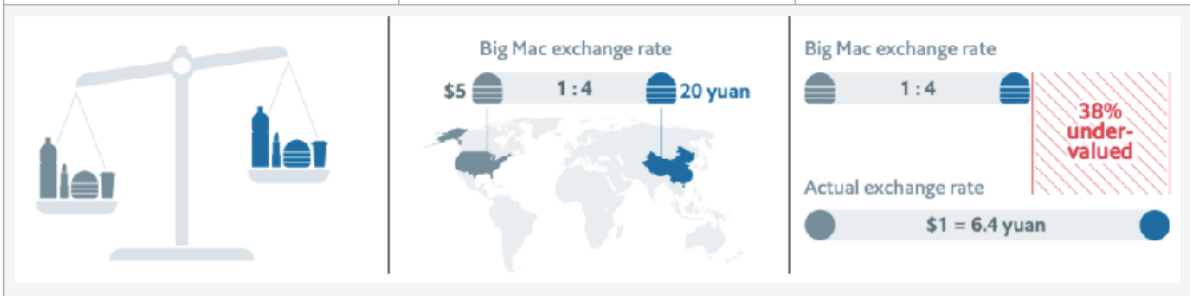 Big Mac exchange rate
$5
1 : 4
20 yuan
Big Mac exchange rate
1 : 4
38%
under-
valued
Actual exchange rate
$1 = 6.4 yuan